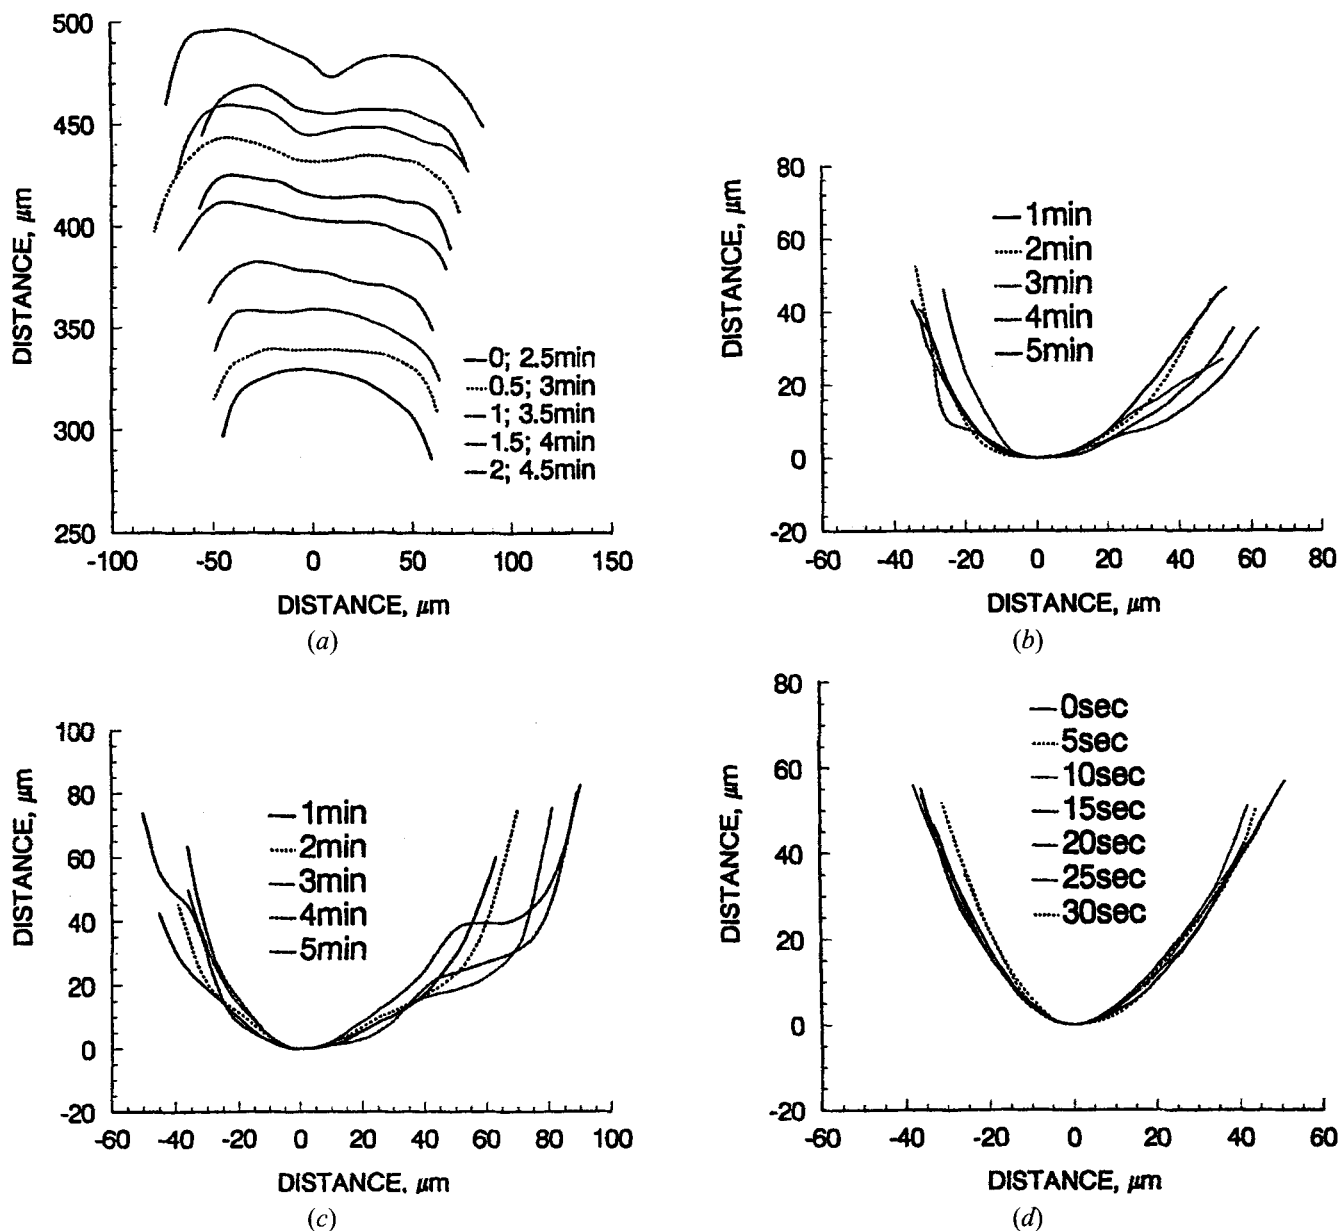 500
450
400
350
300
250
-100
-50
0
50
100
150
DISTANCE, μm
DISTANCE, μm
0; 2.5min
0.5; 3min
1; 3.5min
1.5; 4min
2; 4.5min
(a)
80
60
40
20
0
-20
-60
-40
-20
0
20
40
60
80
DISTANCE, μm
DISTANCE, μm
1min
2min
3min
4min
5min
(b)
100
80
60
40
20
0
-20
-60
-40
-20
0
20
40
60
80
100
DISTANCE, μm
DISTANCE, μm
1min
2min
3min
4min
5min
(c)
80
60
40
20
0
-20
-60
-40
-20
0
20
40
60
DISTANCE, μm
DISTANCE, μm
0sec
5sec
10sec
15sec
20sec
25sec
30sec
(d)